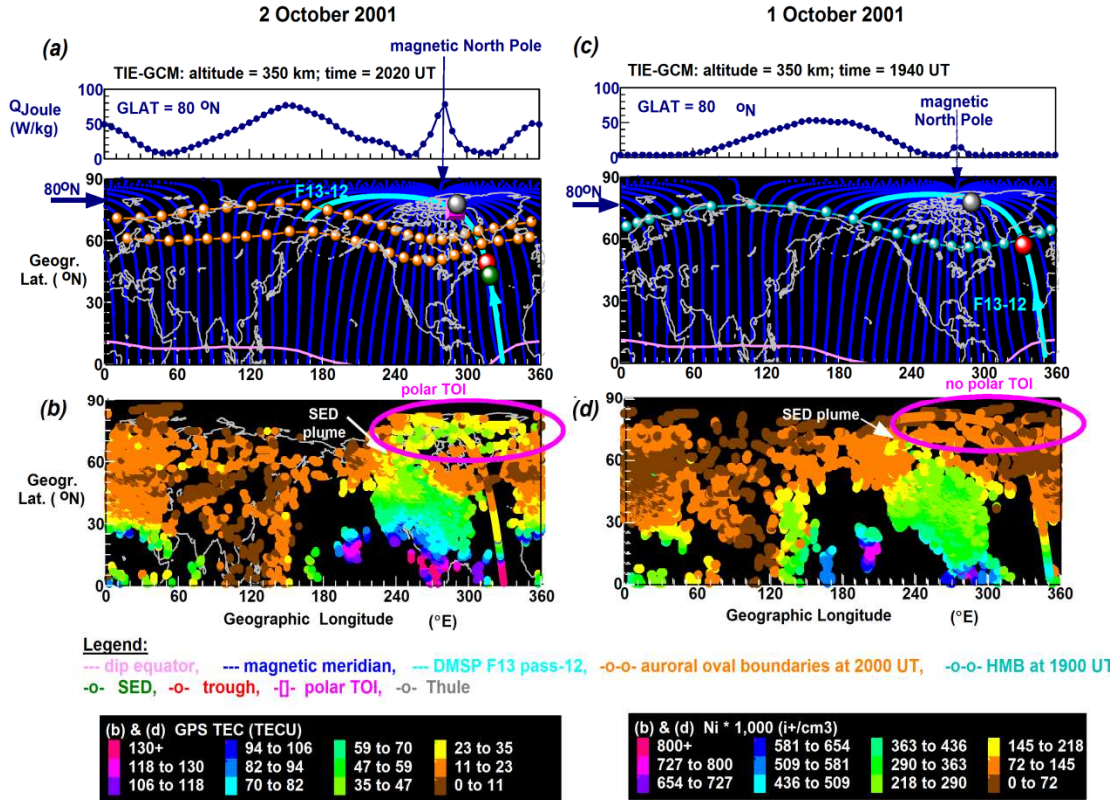 2 October 2001
1 October 2001
(a)
magnetic North Pole
TIE-GCM: altitude = 350 km; time = 2020 UT
QJoule
(W/kg)
100
50
0
GLAT = 80 ºN
80ºN
F13-12
90
60
30
0
Geogr.
Lat. ( ºN)
0 60 120 180 240 300 360
polar TOI
(b)
SED
plume
90
60
30
0
Geogr.
Lat. ( ºN)
0 60 120 180 240 300 360
Geographic Longitude (°E)
(c)
TIE-GCM: altitude = 350 km; time = 1940 UT
magnetic
North Pole
100
50
0
GLAT = 80 ºN
80ºN
F13-12
90
60
30
0
Geogr.
Lat. ( ºN)
0 60 120 180 240 300 360
no polar TOI
(d)
SED plume
90
60
30
0
Geogr.
Lat. ( ºN)
0 60 120 180 240 300 360
Geographic Longitude (°E)
Legend:
--- dip equator, --- magnetic meridian, --- DMSP F13 pass-12, -o-o- auroral oval boundaries at 2000 UT, -o-o- HMB at 1900 UT
-o- SED, -o- trough, -[]- polar TOI, -o- Thule
(b) & (d) GPS TEC (TECU)
130+ 94 to 106 59 to 70 23 to 35
118 to 130 82 to 94 47 to 59 11 to 23
106 to 118 70 to 82 35 to 47 0 to 11
(b) & (d) Ni * 1,000 (i+/cm3)
800+ 581 to 654 363 to 436 145 to 218
727 to 800 509 to 581 290 to 363 72 to 145
654 to 727 436 to 509 218 to 290 0 to 72